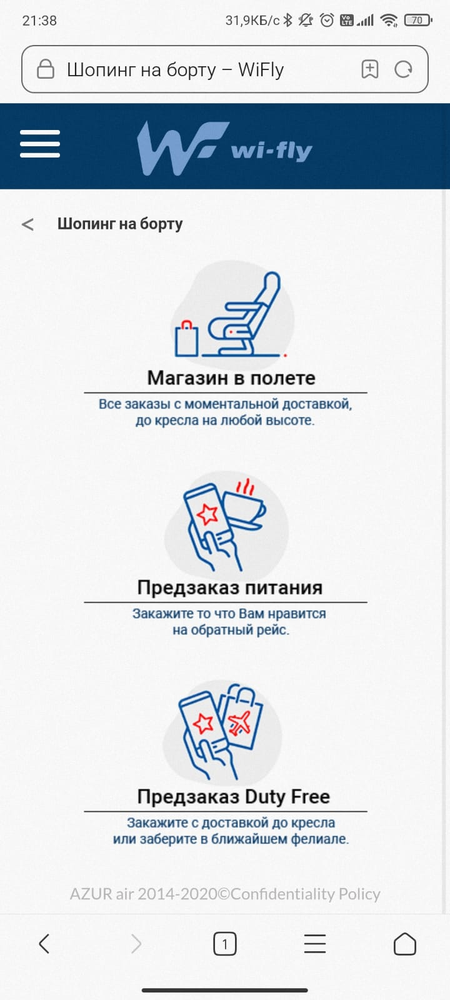 21:38
31,9КБ/с
Vo LTE
70
Шопинг на борту – WiFly
wi-fly
< Шопинг на борту
Магазин в полете
Все заказы с моментальной доставкой,
до кресла на любой высоте.
Предзаказ питания
Закажите то что Вам нравится
на обратный рейс.
Предзаказ Duty Free
Закажите с доставкой до кресла
или заберите в ближайшем фелиале.
AZUR air 2014-2020©Confidentiality Policy
1